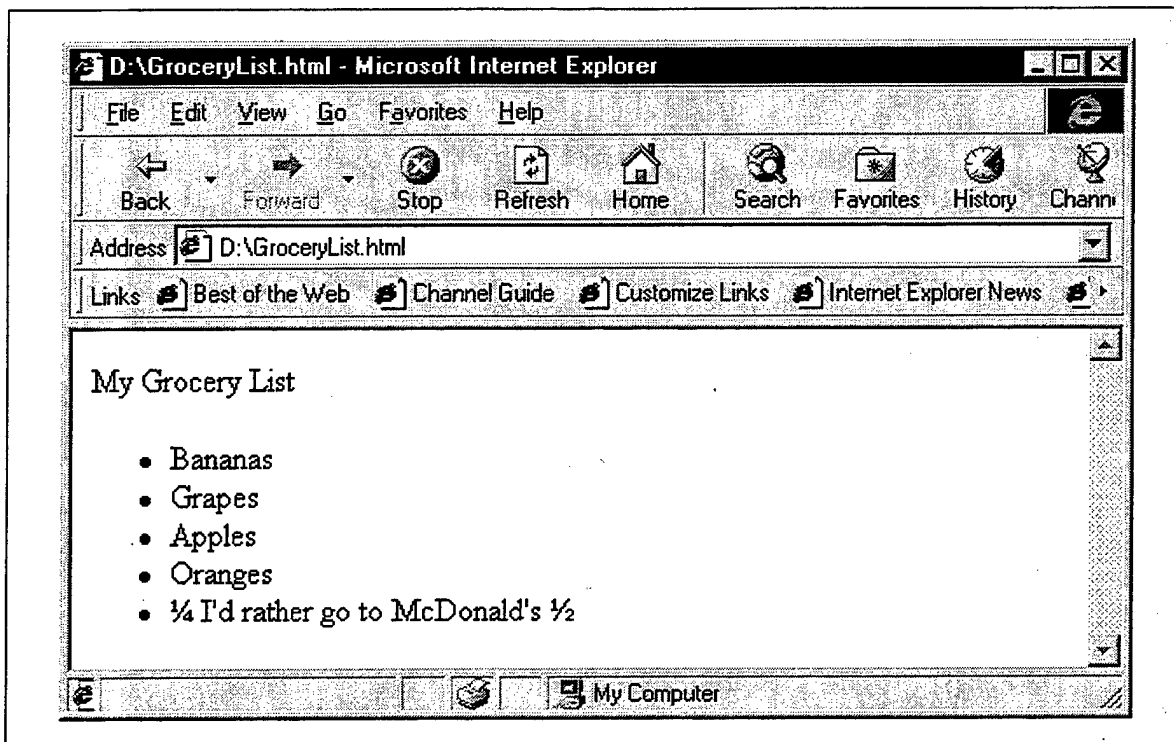 D:\GroceryList.html - Microsoft Internet Explorer
File Edit View Go Favorites Help
Back Forward Stop Refresh Home Search Favorites History Chann
Address D:\GroceryList.html
Links Best of the Web Channel Guide Customize Links Internet Explorer News
My Grocery List
• Bananas
• Grapes
• Apples
• Oranges
• ¼ I'd rather go to McDonald's ½
My Computer